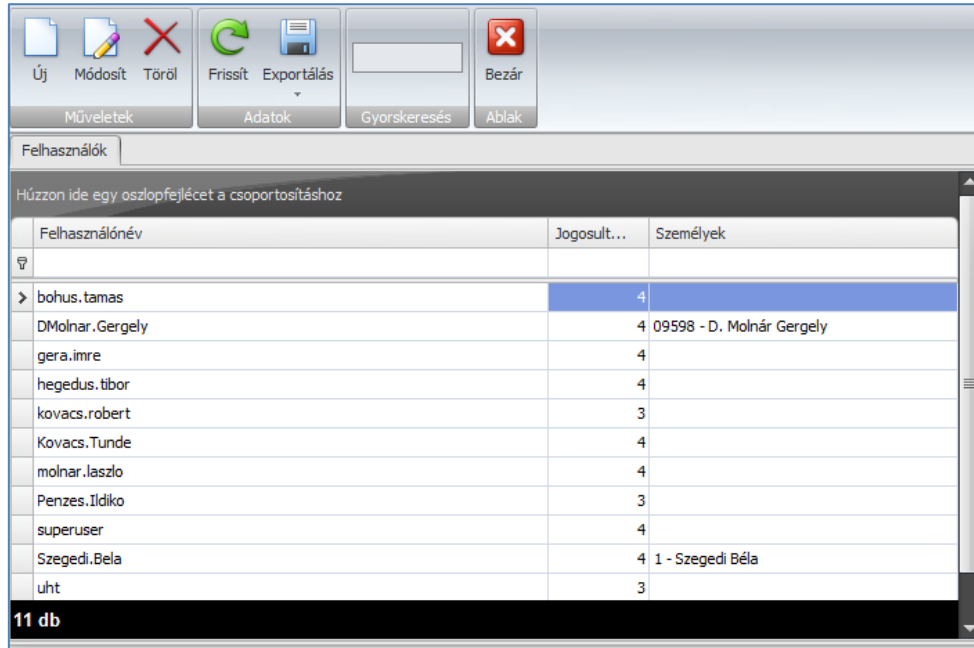 Új Módosít Töröl Frissít Exportálás Bezár
Műveletek Adatok Gyorskeresés Ablak
Felhasználók
Húzzon ide egy oszlopfejlécet a csoportosításhoz
Felhasználónév Jogosult... Személyek
bohus.tamas 4
DMolnar.Gergely 4 09598 - D. Molnár Gergely
gera.imre 4
hegedus.tibor 4
kovacs.robert 3
Kovacs.Tunde 4
molnar.laszlo 4
Penzes.Ildiko 3
superuser 4
Szegedi.Bela 4 1 - Szegedi Béla
uht 3
11 db